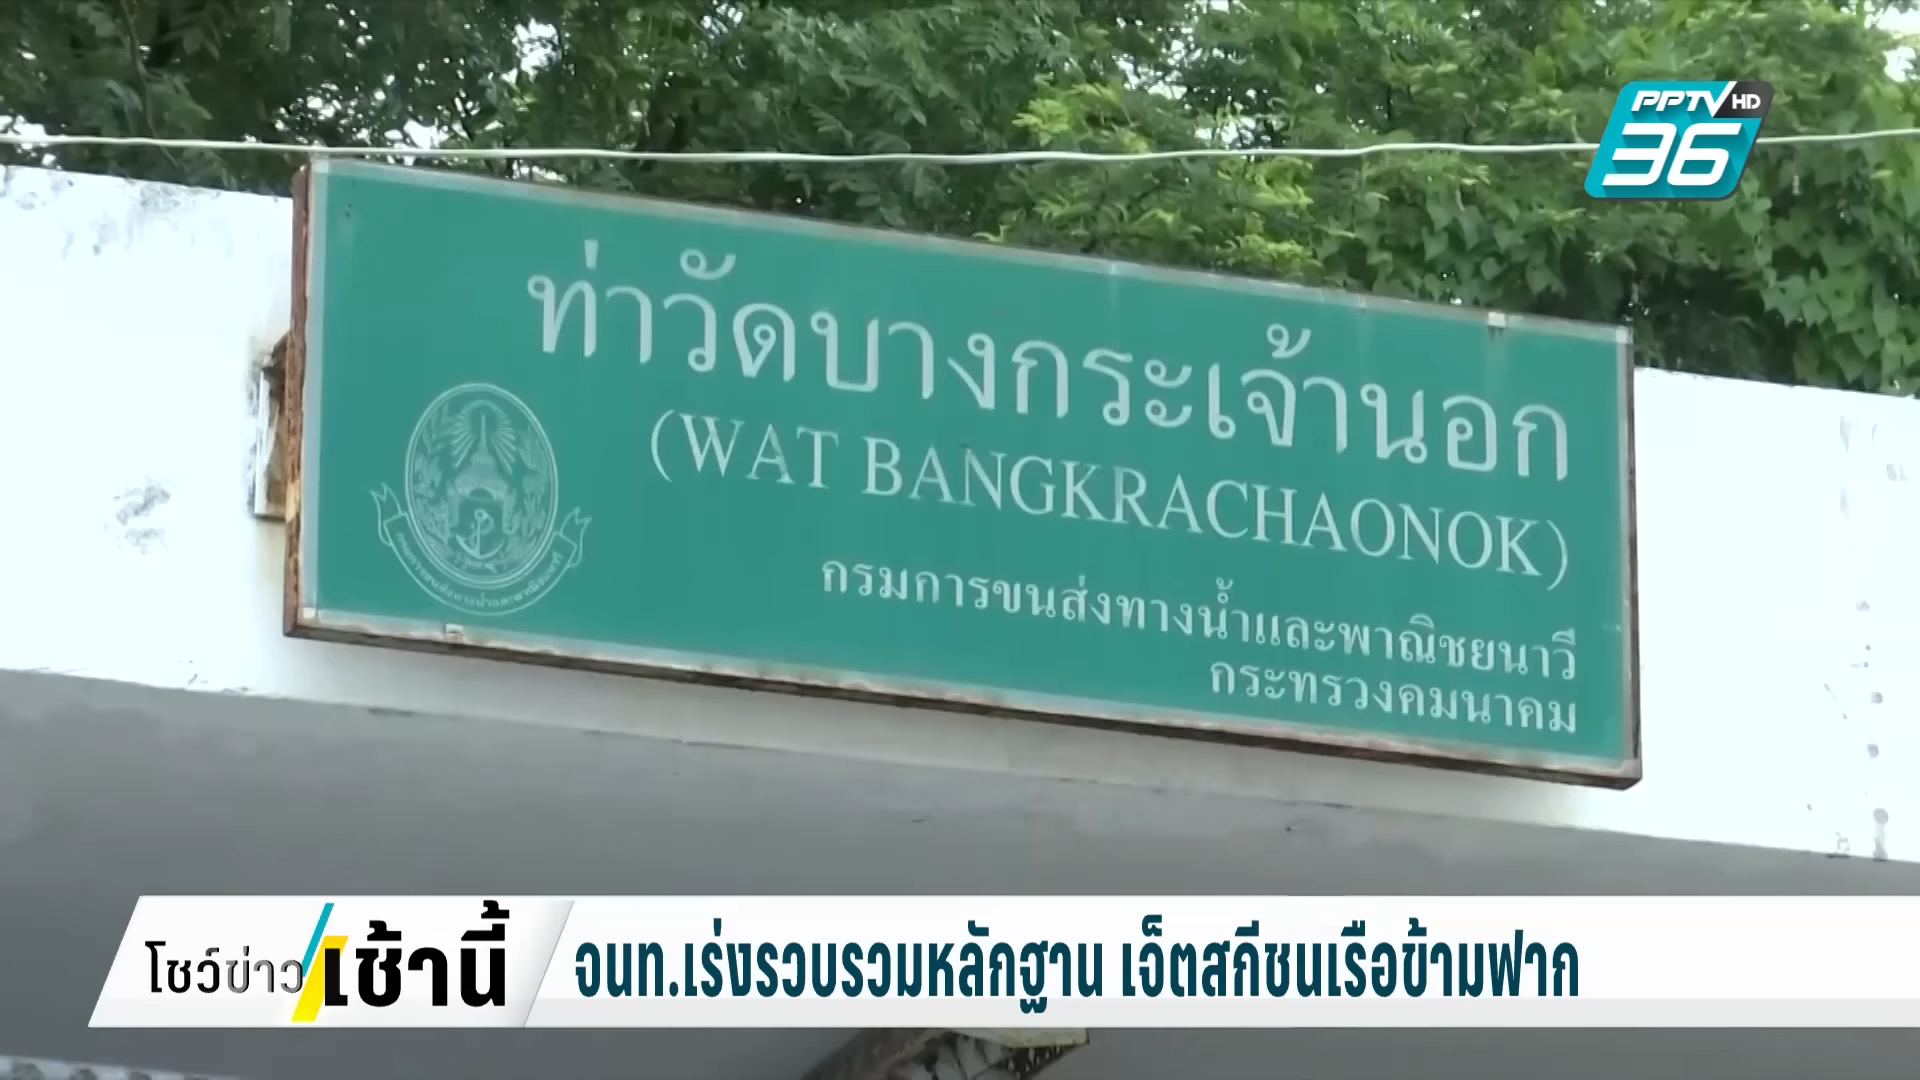 PPTV HD
36
ท่าวัดบางกระเจ้านอก
(WAT BANGKRACHAONOK)
กรมการขนส่งทางน้ำและพาณิชยนาวี
กระทรวงคมนาคม
โชว์ข่าวเช้านี้
จนท.เร่งรวบรวมหลักฐาน เจ็ตสกีชนเรือข้ามฟาก